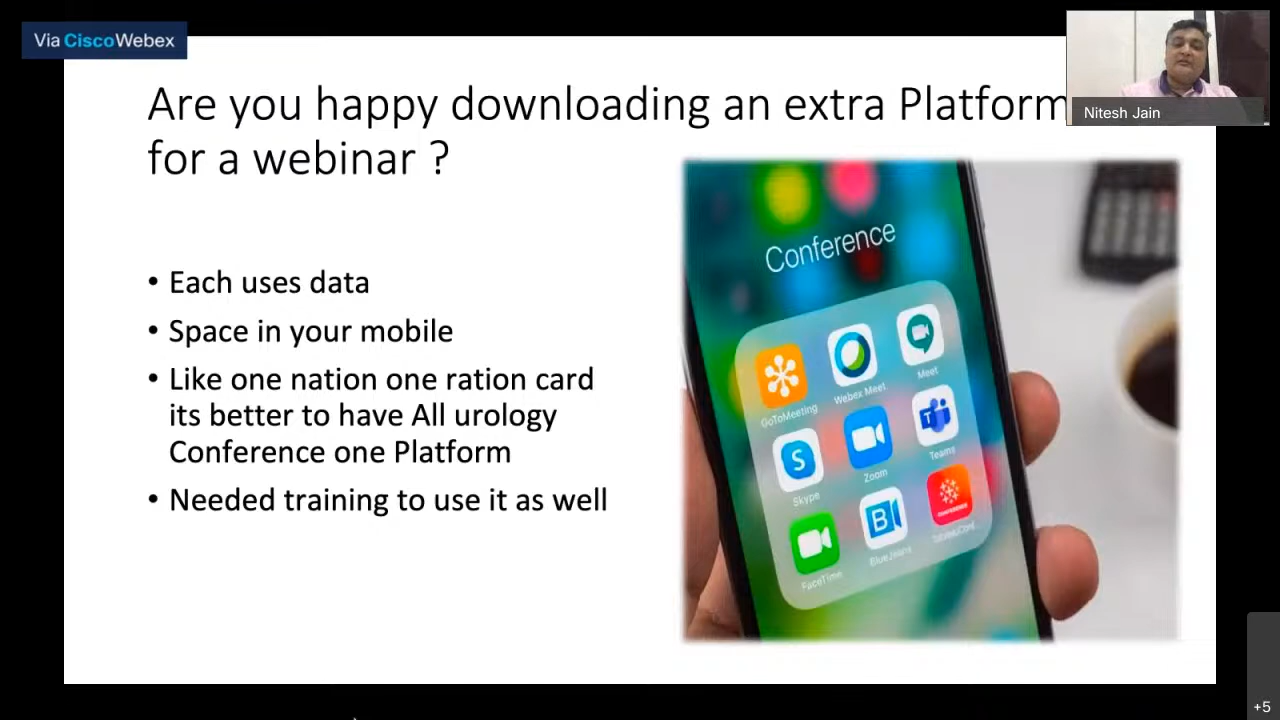 Via CiscoWebex
Nitesh Jain
Are you happy downloading an extra Platform
for a webinar ?
• Each uses data
• Space in your mobile
• Like one nation one ration card
its better to have All urology
Conference one Platform
• Needed training to use it as well
Conference
GoToMeeting
Webex Meet
Meet
Skype
Zoom
Teams
FaceTime
BlueJeans
CONFERENCE
+5